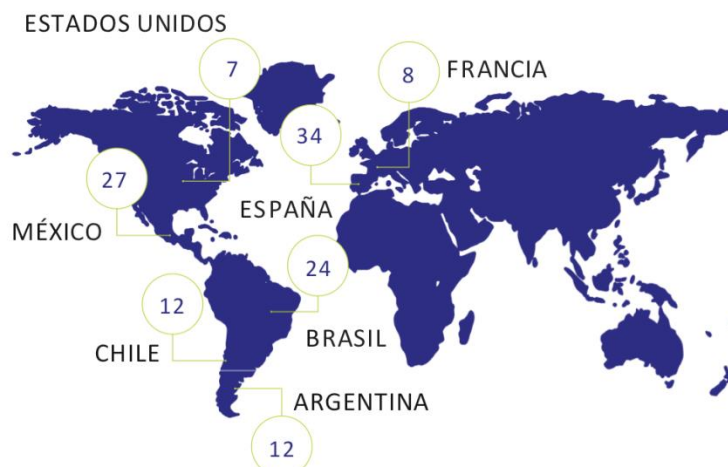 ESTADOS UNIDOS
7
8
FRANCIA
34
27
ESPAÑA
MÉXICO
24
12
BRASIL
CHILE
ARGENTINA
12